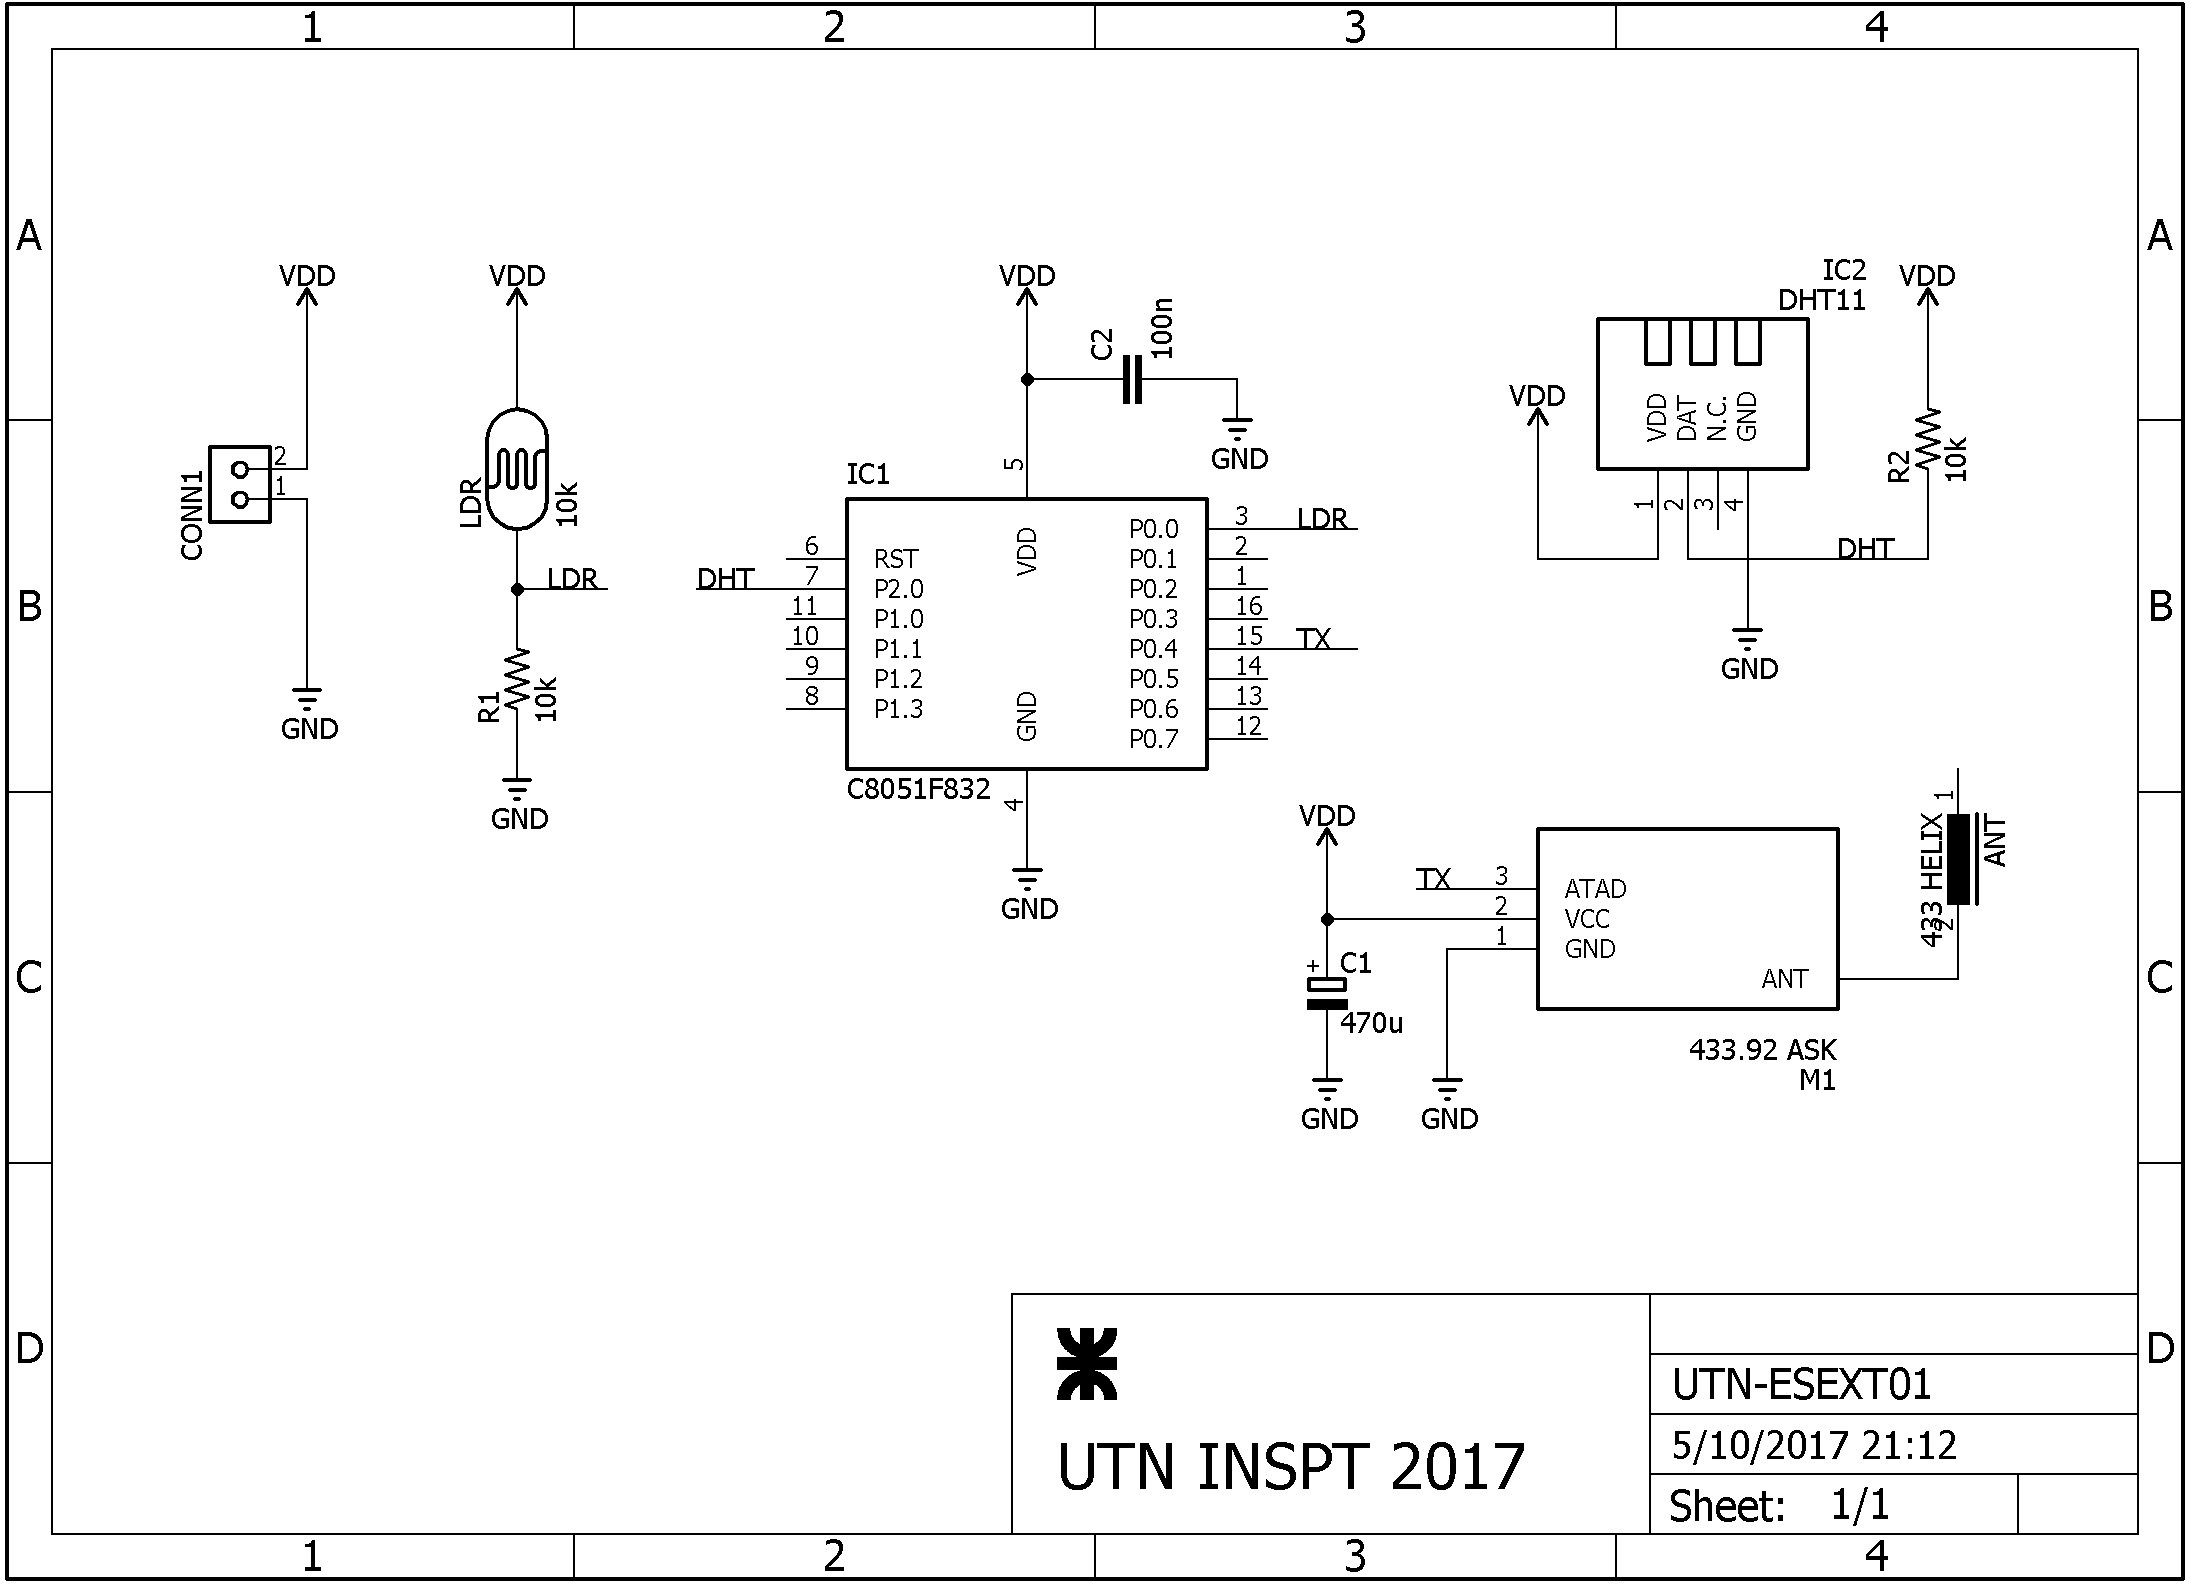 1 2 3 4
A A
VDD VDD VDD
IC2 VDD
DHT11
C2 100n
VDD
VDD DAT N.C. GND
R2 10k
GND
CONN1 2
1
LDR 10k
IC1
5
1 2 3 4
3 LDR
P0.0
DHT
6 RST VDD 2 P0.1
LDR DHT 7 P2.0 1 P0.2
B B
11 P1.0 16 P0.3
10 P1.1 15 P0.4 TX
9 P1.2 14 P0.5
8 P1.3 GND 13 P0.6
12 P0.7
GND
R1 10k
GND
GND
C8051F832
4
VDD
GND
TX 3 ATAD
2 VCC
1 GND
ANT
1
433 HELIX ANT
2
C C
+ C1
470u
433.92 ASK
M1
GND GND
D D
UTN INSPT 2017
UTN-ESEXT01
5/10/2017 21:12
Sheet: 1/1
1 2 3 4